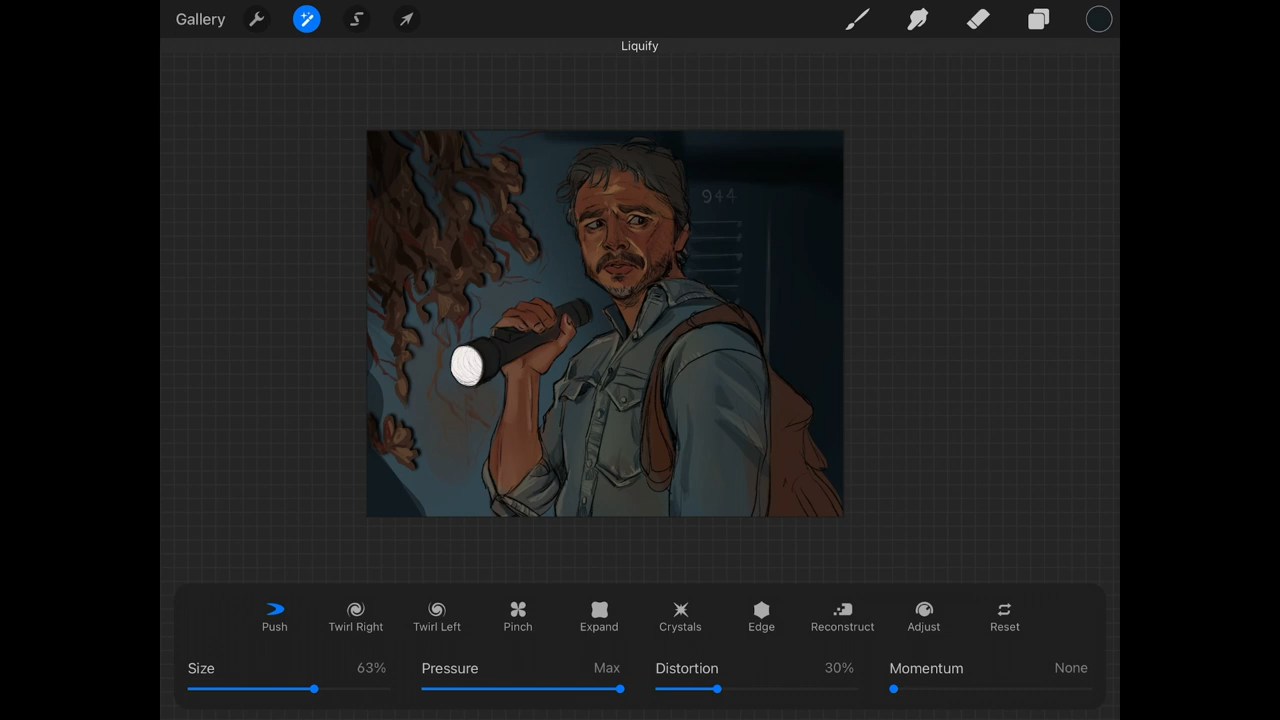 Gallery
Liquify
944
Push Twirl Right Twirl Left Pinch Expand Crystals Edge Reconstruct Adjust Reset
Size 63% Pressure Max Distortion 30% Momentum None